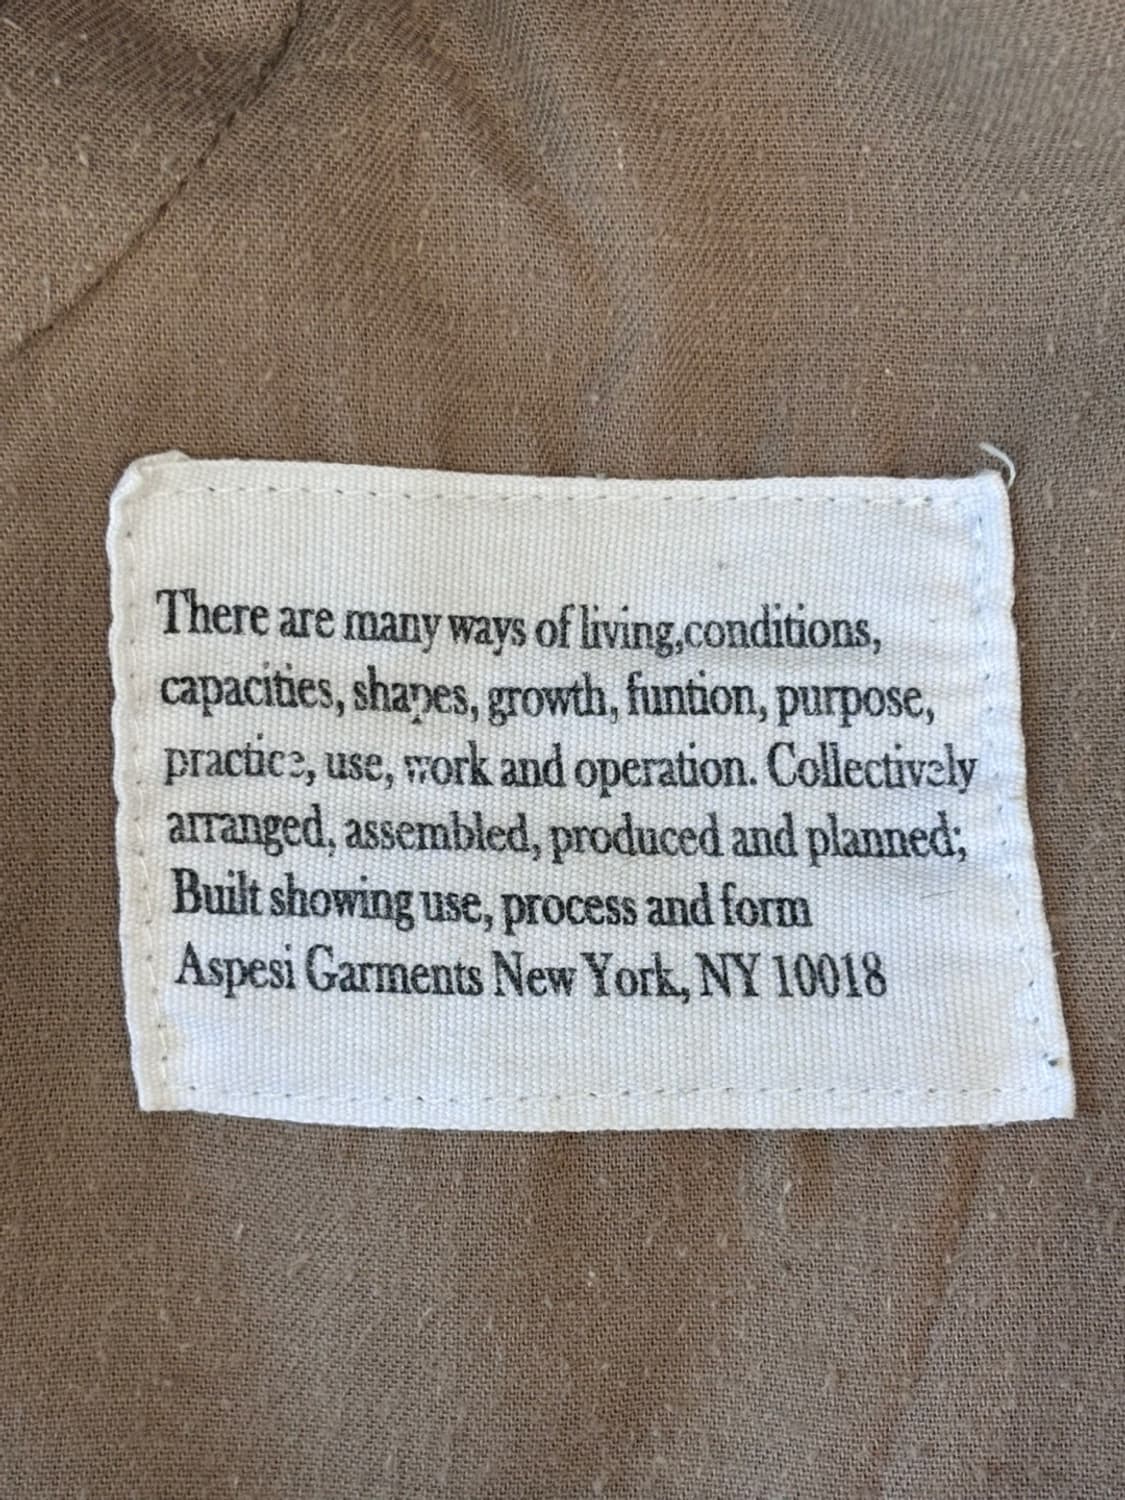 There are many ways of living,conditions,
capacities, shapes, growth, funtion, purpose,
practice, use, work and operation. Collectively
arranged, assembled, produced and planned;
Built showing use, process and form
Aspesi Garments New York, NY 10018